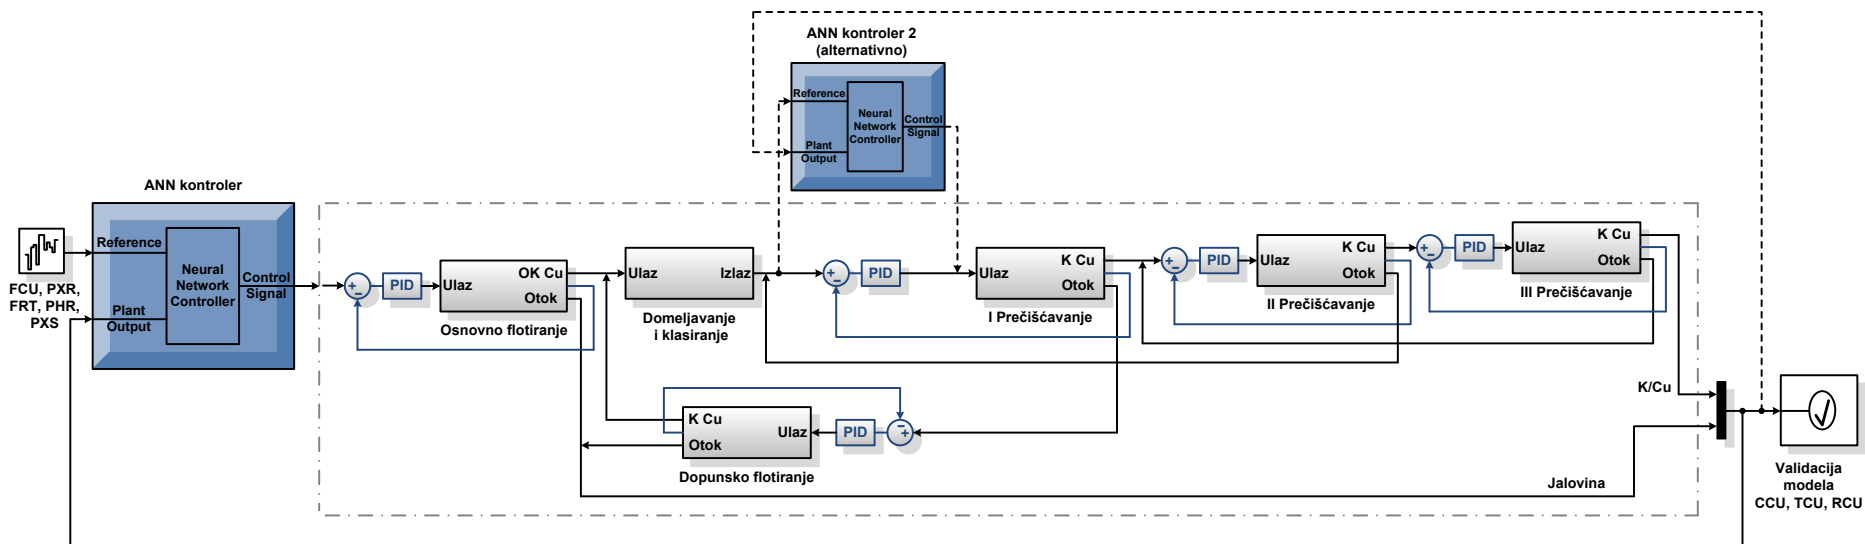 ANN kontroler 2
(alternativno)
Reference
Neural
Network
Controller
Control
Signal
Plant
Output
ANN kontroler
Reference
Neural
Network
Controller
Control
Signal
Plant
Output
FCU, PXR,
FRT, PHR,
PXS
+
−
PID
Ulaz
OK Cu
Otok
Osnovno flotiranje
Ulaz
Izlaz
Domeljavanje
i klasiranje
+
−
PID
Ulaz
K Cu
Otok
I Prečišćavanje
+
−
PID
Ulaz
K Cu
Otok
II Prečišćavanje
+
−
PID
Ulaz
K Cu
Otok
III Prečišćavanje
K Cu
Otok
Ulaz
PID
−
+
Dopunsko flotiranje
K/Cu
Jalovina
Validacija
modela
CCU, TCU, RCU